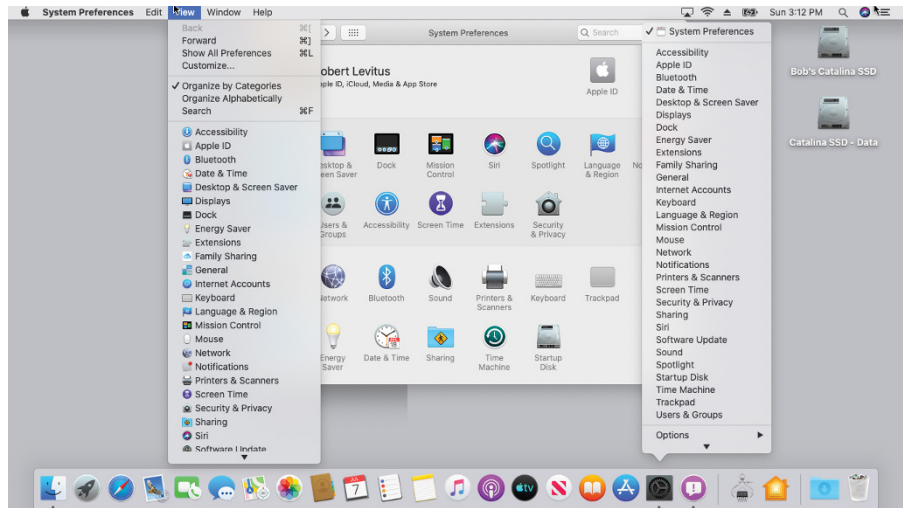 System Preferences Edit View Window Help
Sun 3:12 PM
Back ⌘[
Forward ⌘]
Show All Preferences ⌘L
Customize...
✓ Organize by Categories
Organize Alphabetically
Search ⌘F
Accessibility
Apple ID
Bluetooth
Date & Time
Desktop & Screen Saver
Displays
Dock
Energy Saver
Extensions
Family Sharing
General
Internet Accounts
Keyboard
Language & Region
Mission Control
Mouse
Network
Notifications
Printers & Scanners
Screen Time
Security & Privacy
Sharing
Siri
Software Update
System Preferences
Search
obert Levitus
ple ID, iCloud, Media & App Store
Apple ID
esktop &
een Saver
Dock
Mission
Control
Siri
Spotlight
Language
& Region
No
Users &
Groups
Accessibility
Screen Time
Extensions
Security
& Privacy
Network
Bluetooth
Sound
Printers &
Scanners
Keyboard
Trackpad
Energy
Saver
Date & Time
Sharing
Time
Machine
Startup
Disk
✓ System Preferences
Accessibility
Apple ID
Bluetooth
Date & Time
Desktop & Screen Saver
Displays
Dock
Energy Saver
Extensions
Family Sharing
General
Internet Accounts
Keyboard
Language & Region
Mission Control
Mouse
Network
Notifications
Printers & Scanners
Screen Time
Security & Privacy
Sharing
Siri
Software Update
Sound
Spotlight
Startup Disk
Time Machine
Trackpad
Users & Groups
Options
Bob's Catalina SSD
Catalina SSD - Data
7
tv